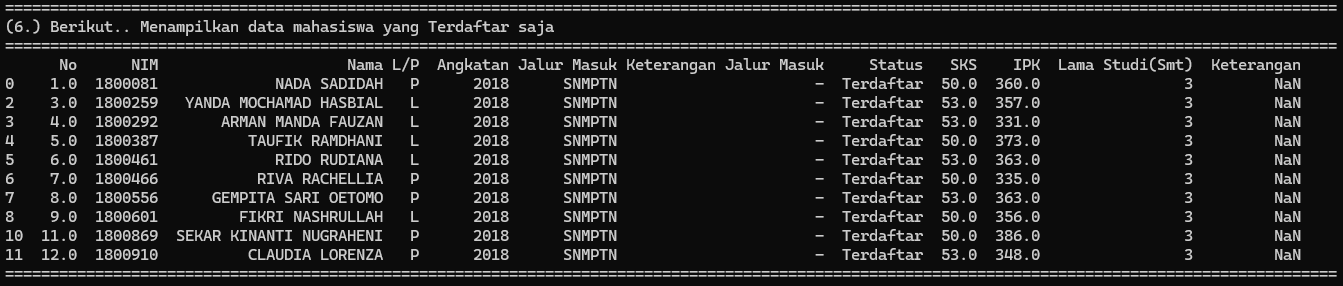 ====================================================================================================================================================
(6.) Berikut.. Menampilkan data mahasiswa yang Terdaftar saja
====================================================================================================================================================
      No      NIM                     Nama L/P  Angkatan Jalur Masuk Keterangan Jalur Masuk     Status   SKS    IPK  Lama Studi(Smt)  Keterangan
0    1.0  1800081             NADA SADIDAH   P      2018      SNMPTN                      -  Terdaftar  50.0  360.0                3         NaN
2    3.0  1800259   YANDA MOCHAMAD HASBIAL   L      2018      SNMPTN                      -  Terdaftar  53.0  357.0                3         NaN
3    4.0  1800292       ARMAN MANDA FAUZAN   L      2018      SNMPTN                      -  Terdaftar  53.0  331.0                3         NaN
4    5.0  1800387          TAUFIK RAMDHANI   L      2018      SNMPTN                      -  Terdaftar  50.0  373.0                3         NaN
5    6.0  1800461             RIDO RUDIANA   L      2018      SNMPTN                      -  Terdaftar  53.0  363.0                3         NaN
6    7.0  1800466           RIVA RACHELLIA   P      2018      SNMPTN                      -  Terdaftar  50.0  335.0                3         NaN
7    8.0  1800556      GEMPITA SARI OETOMO   P      2018      SNMPTN                      -  Terdaftar  53.0  363.0                3         NaN
8    9.0  1800601         FIKRI NASHRULLAH   L      2018      SNMPTN                      -  Terdaftar  50.0  356.0                3         NaN
10  11.0  1800869  SEKAR KINANTI NUGRAHENI   P      2018      SNMPTN                      -  Terdaftar  50.0  386.0                3         NaN
11  12.0  1800910          CLAUDIA LORENZA   P      2018      SNMPTN                      -  Terdaftar  53.0  348.0                3         NaN
====================================================================================================================================================